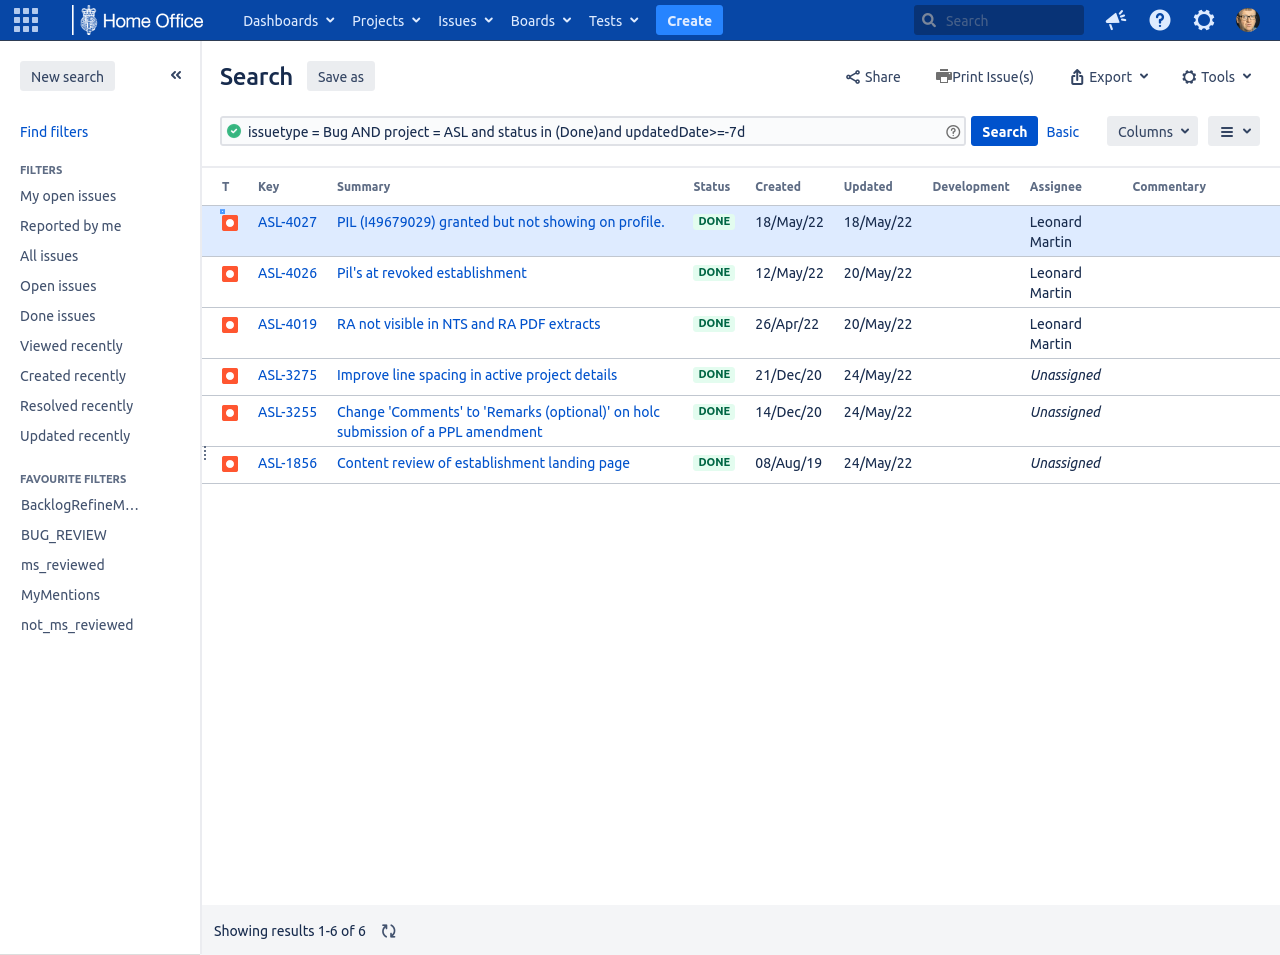 Home Office Dashboards Projects Issues Boards Tests Create Search
New search
Search Save as Share Print Issue(s) Export Tools
Find filters
issuetype = Bug AND project = ASL and status in (Done)and updatedDate>=-7d Search Basic Columns
FILTERS
My open issues
Reported by me
All issues
Open issues
Done issues
Viewed recently
Created recently
Resolved recently
Updated recently
FAVOURITE FILTERS
BacklogRefineM...
BUG_REVIEW
ms_reviewed
MyMentions
not_ms_reviewed
T Key Summary Status Created Updated Development Assignee Commentary
ASL-4027 PIL (I49679029) granted but not showing on profile. DONE 18/May/22 18/May/22 Leonard
Martin
ASL-4026 Pil's at revoked establishment DONE 12/May/22 20/May/22 Leonard
Martin
ASL-4019 RA not visible in NTS and RA PDF extracts DONE 26/Apr/22 20/May/22 Leonard
Martin
ASL-3275 Improve line spacing in active project details DONE 21/Dec/20 24/May/22 Unassigned
ASL-3255 Change 'Comments' to 'Remarks (optional)' on holc DONE 14/Dec/20 24/May/22 Unassigned
submission of a PPL amendment
ASL-1856 Content review of establishment landing page DONE 08/Aug/19 24/May/22 Unassigned
Showing results 1-6 of 6